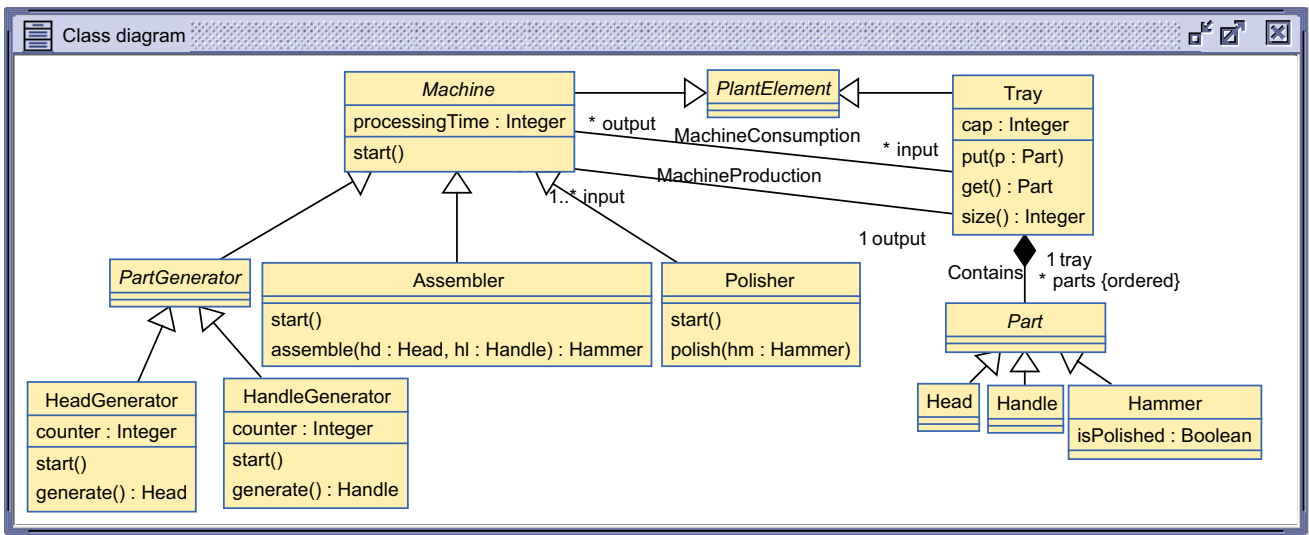 Class diagram
Machine
processingTime : Integer
start()
PlantElement
Tray
cap : Integer
put(p : Part)
get() : Part
size() : Integer
* output
MachineConsumption
* input
MachineProduction
1..* input
1 output
PartGenerator
Assembler
start()
assemble(hd : Head, hl : Handle) : Hammer
Polisher
start()
polish(hm : Hammer)
Contains
1 tray
* parts {ordered}
Part
HeadGenerator
counter : Integer
start()
generate() : Head
HandleGenerator
counter : Integer
start()
generate() : Handle
Head
Handle
Hammer
isPolished : Boolean